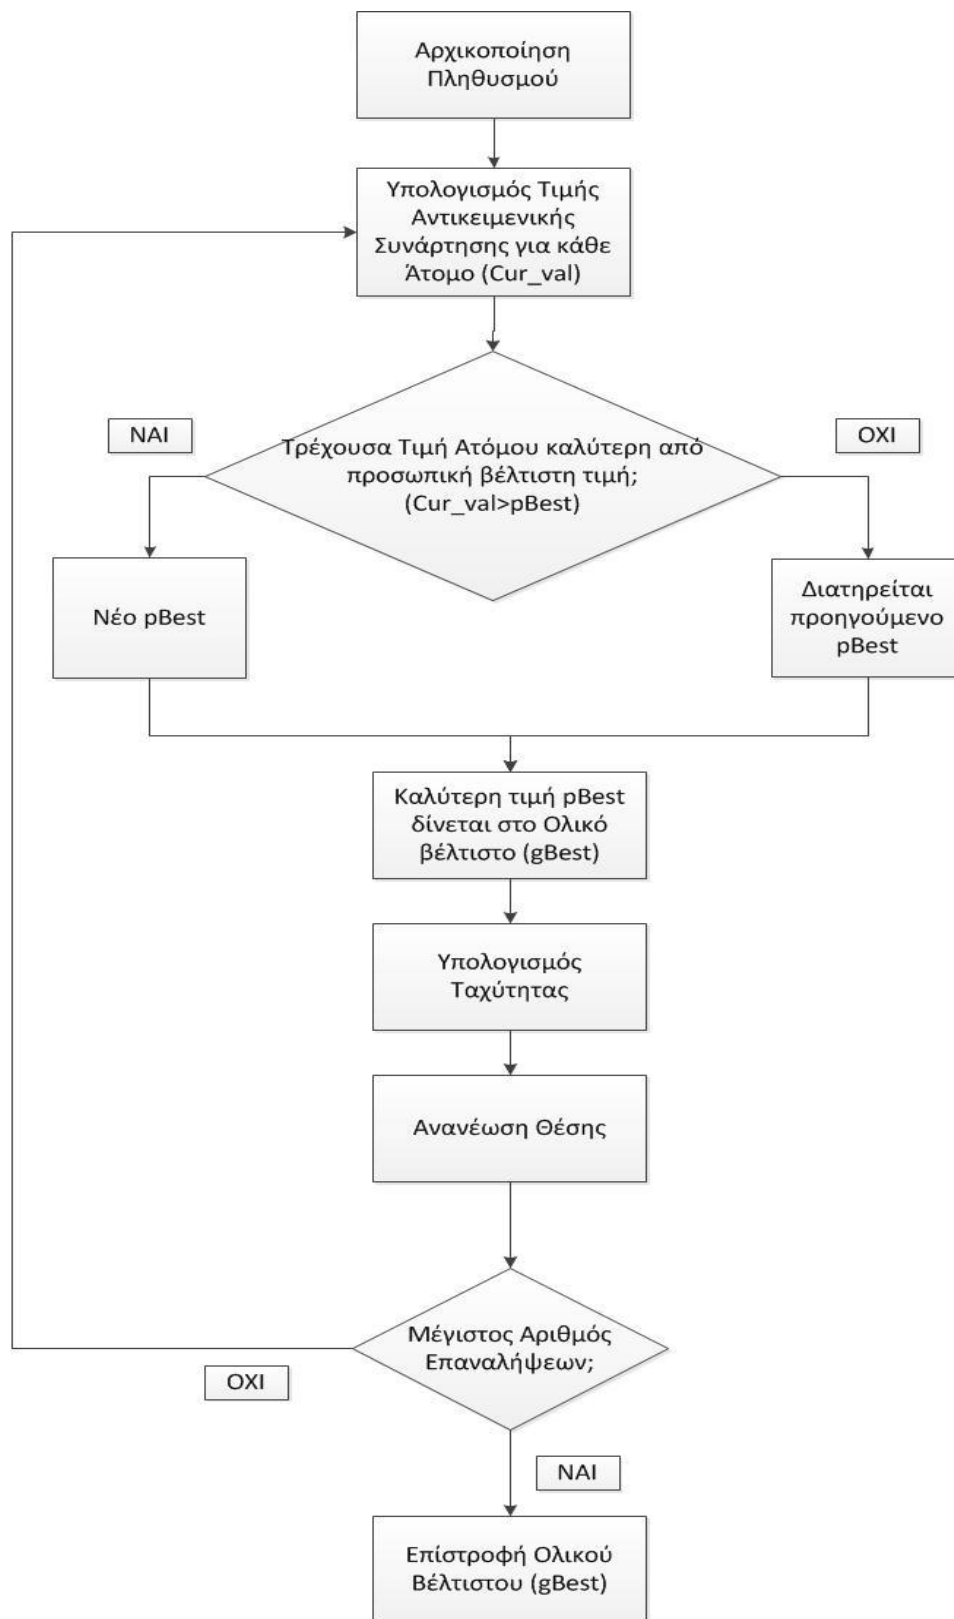 Αρχικοποίηση
Πληθυσμού
Υπολογισμός Τιμής
Αντικειμενικής
Συνάρτησης για κάθε
Άτομο (Cur_val)
ΝΑΙ
ΟΧΙ
Τρέχουσα Τιμή Ατόμου καλύτερη από
προσωπική βέλτιστη τιμή;
(Cur_val>pBest)
Νέο pBest
Διατηρείται
προηγούμενο
pBest
Καλύτερη τιμή pBest
δίνεται στο Ολικό
βέλτιστο (gBest)
Υπολογισμός
Ταχύτητας
Ανανέωση Θέσης
Μέγιστος Αριθμός
Επαναλήψεων;
ΟΧΙ
ΝΑΙ
Επίστροφή Ολικού
Βέλτιστου (gBest)